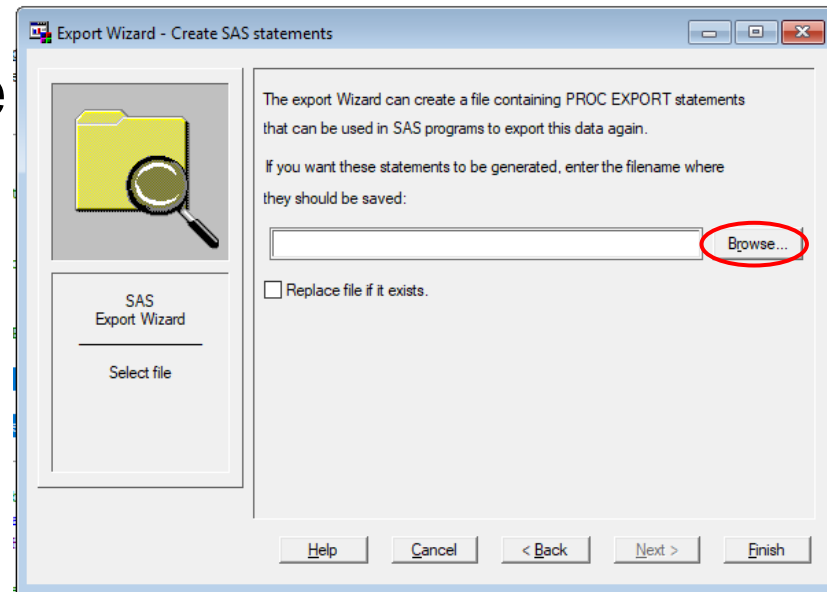 Export Wizard - Create SAS statements
e
The export Wizard can create a file containing PROC EXPORT statements
that can be used in SAS programs to export this data again.
If you want these statements to be generated, enter the filename where
they should be saved:
Browse...
Replace file if it exists.
SAS
Export Wizard
Select file
Help Cancel < Back Next > Finish